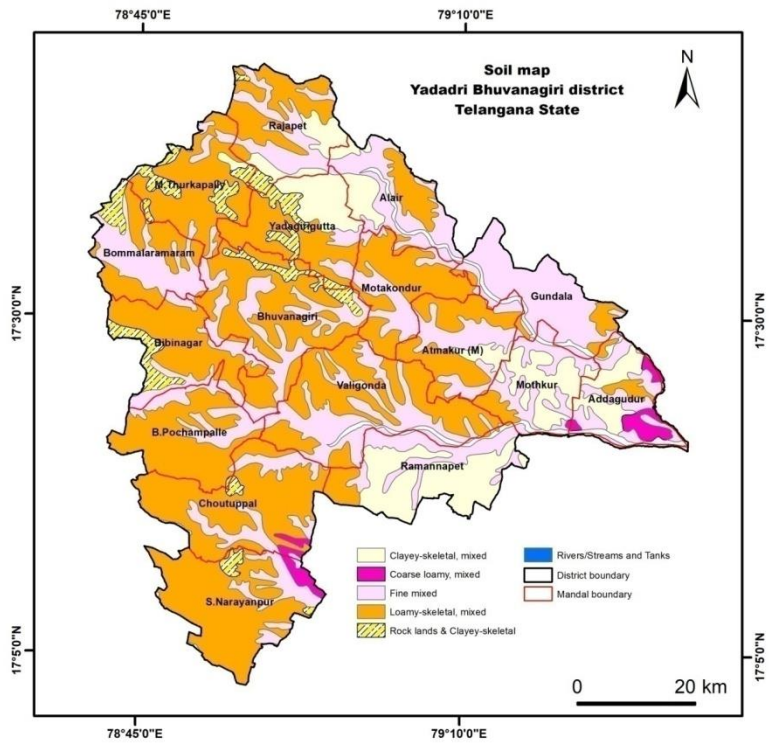 78°45'0"E
79°10'0"E
Soil map
Yadadri Bhuvanagiri district
Telangana State
N
Rajapet
M.Thurkapally
Alair
Yadagirigutta
Bommalaramaram
Motakondur
Gundala
17°30'0"N
17°30'0"N
Bhuvanagiri
Bibinagar
Atmakur (M)
Valigonda
Mothkur
Addagudur
B.Pochampalle
Ramannapet
Choutuppal
S.Narayanpur
Clayey-skeletal, mixed
Coarse loamy, mixed
Fine mixed
Loamy-skeletal, mixed
Rock lands & Clayey-skeletal
Rivers/Streams and Tanks
District boundary
Mandal boundary
17°5'0"N
17°5'0"N
0 20 km
78°45'0"E
79°10'0"E